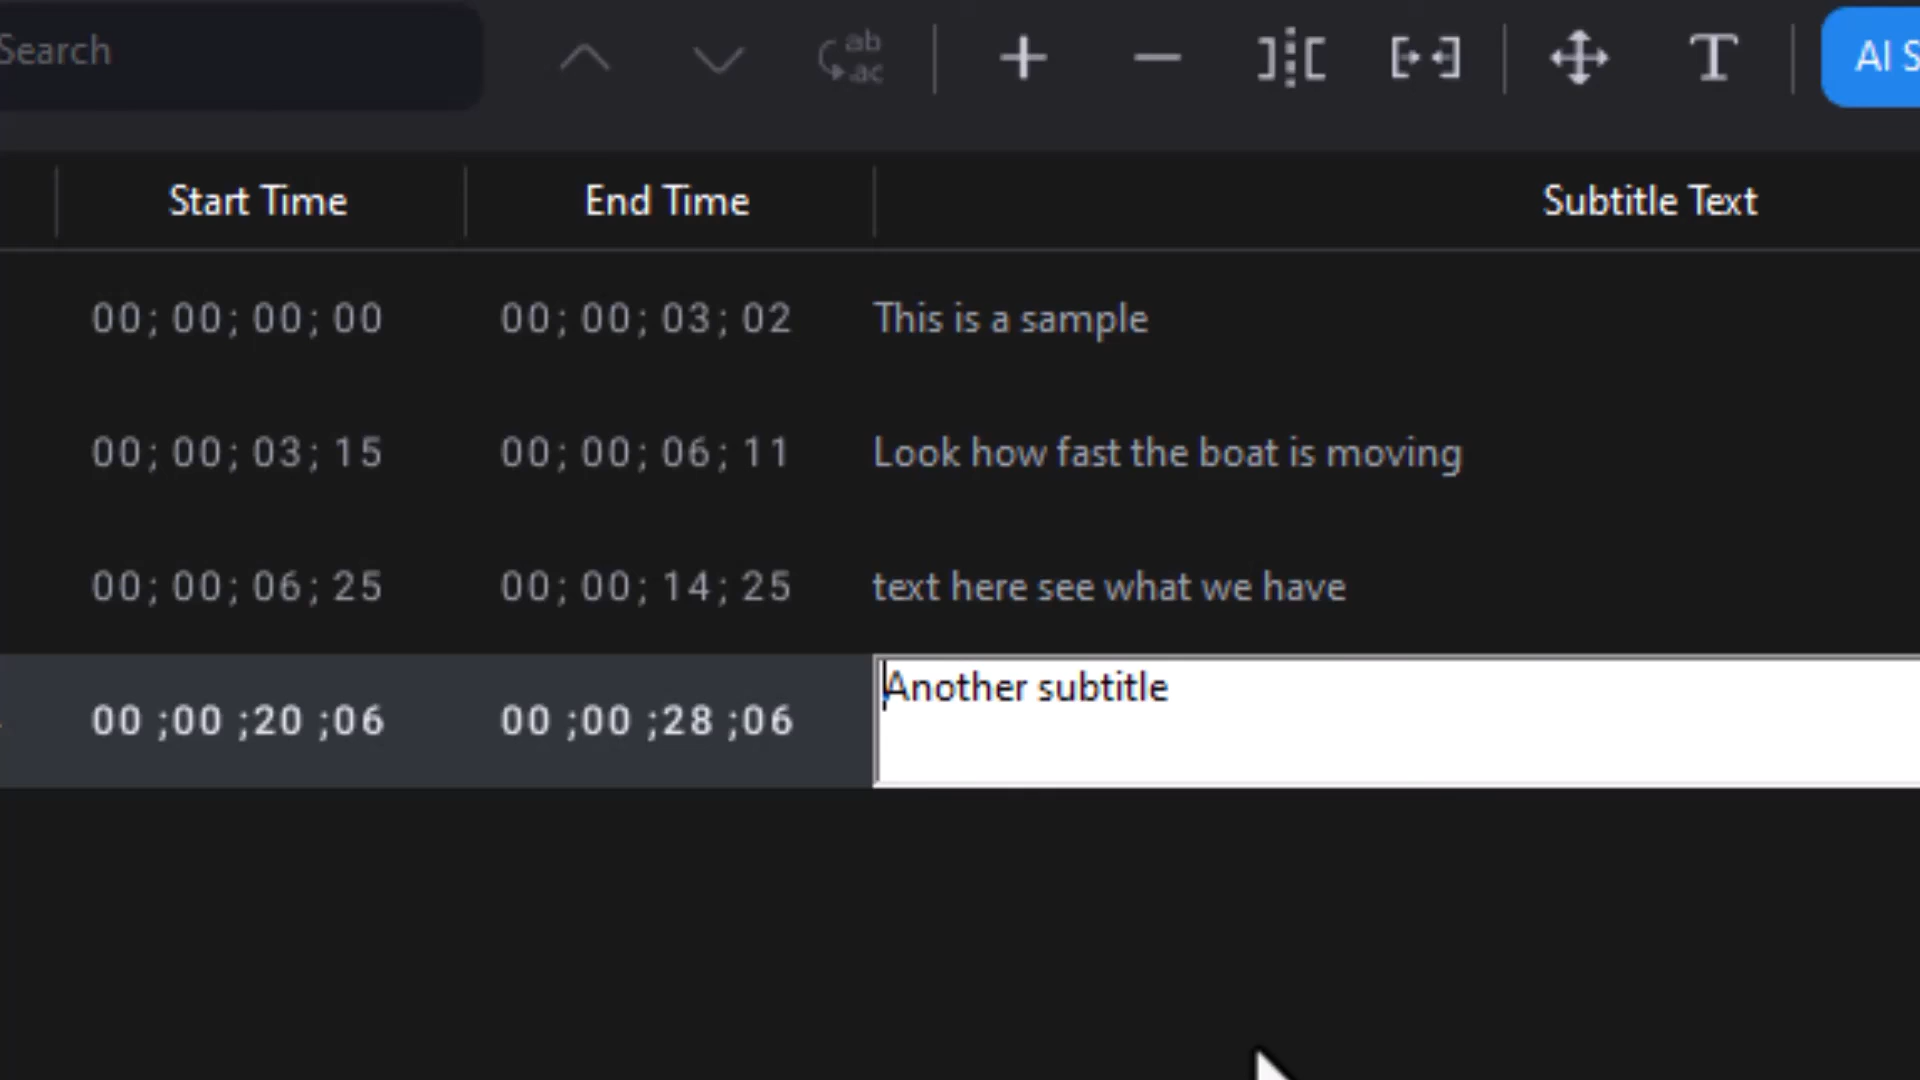 Search
ab
ac
T
AI S
Start Time End Time Subtitle Text
00;00;00;00 00;00;03;02 This is a sample
00;00;03;15 00;00;06;11 Look how fast the boat is moving
00;00;06;25 00;00;14;25 text here see what we have
00 ;00 ;20 ;06 00 ;00 ;28 ;06 Another subtitle